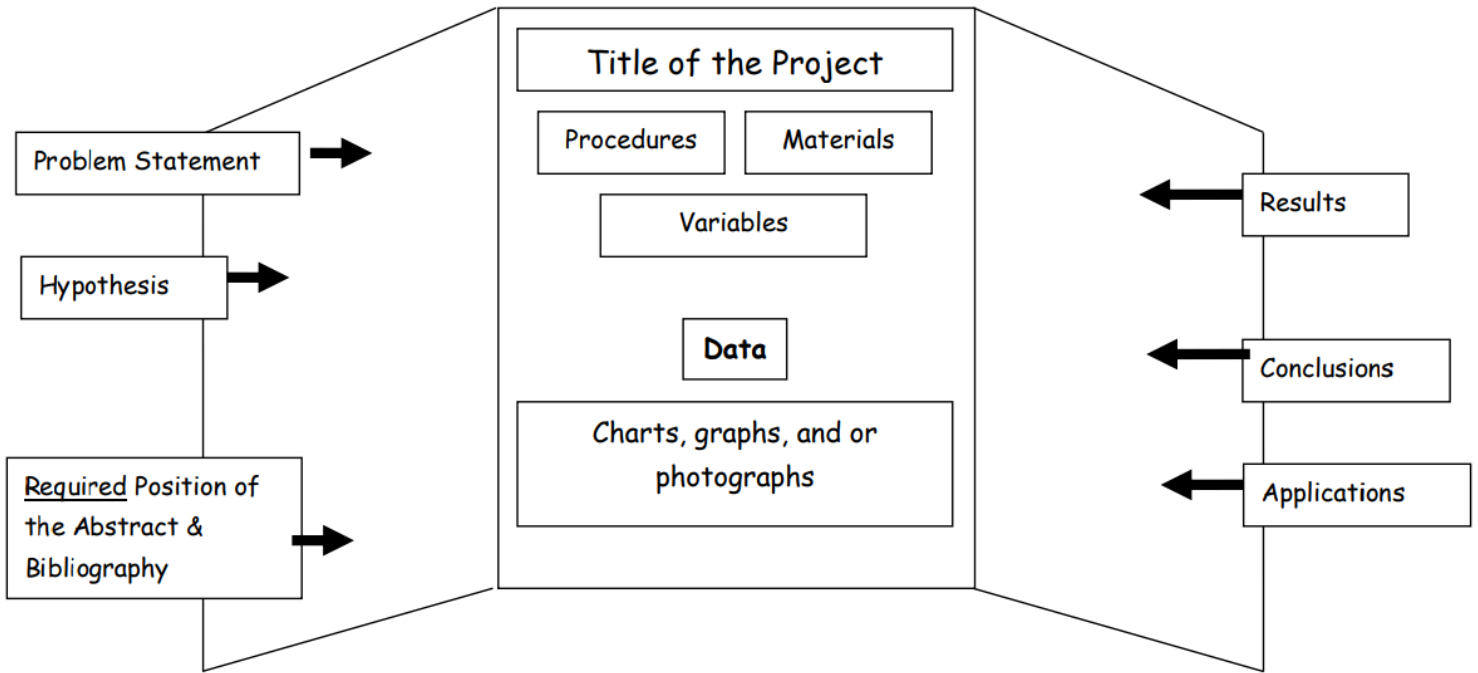 Title of the Project
Procedures
Materials
Variables
Data
Charts, graphs, and or
photographs
Problem Statement
Hypothesis
Required Position of
the Abstract &
Bibliography
Results
Conclusions
Applications